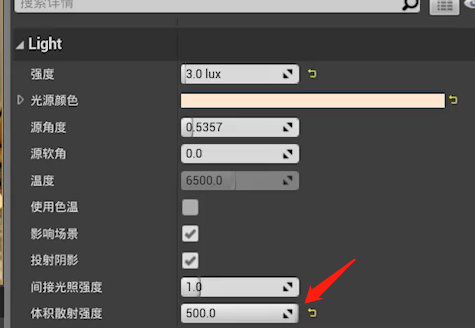 搜索详情
Light
强度 3.0 lux
光源颜色
源角度 0.5357
源软角 0.0
温度 6500.0
使用色温
影响场景
投射阴影
间接光照强度 1.0
体积散射强度 500.0